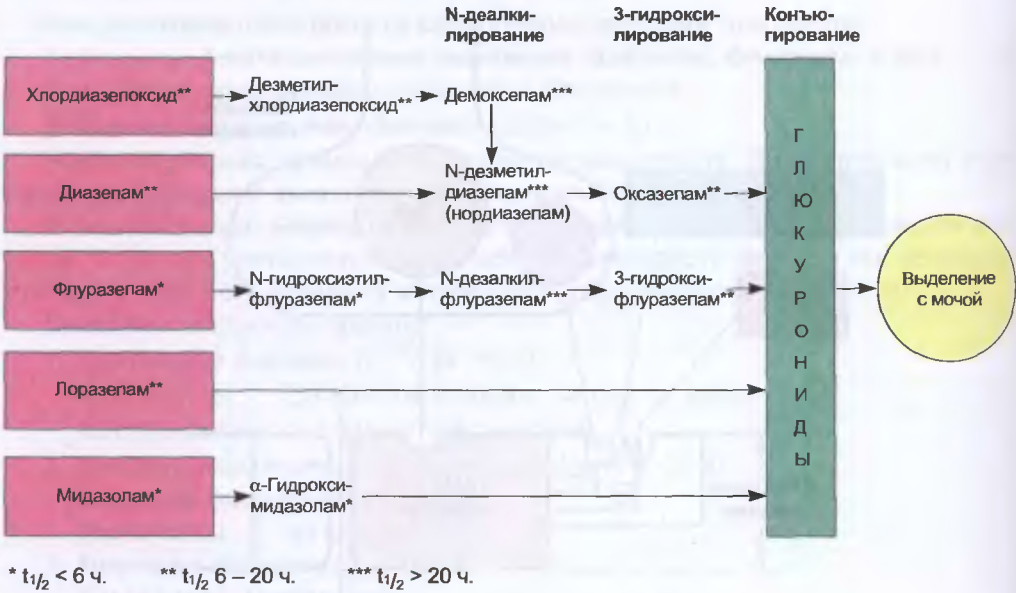 N-деалки-
лирование
3-гидрокси-
лирование
Конъю-
гирование
Хлордиазепоксид**
Дезметил-
хлордиазепоксид**
Демоксепам***
Диазепам**
N-дезметил-
диазепам***
(нордиазепам)
Оксазепам**
Флуразепам*
N-гидроксиэтил-
флуразепам*
N-дезалкил-
флуразепам***
3-гидрокси-
флуразепам**
Лоразепам**
Мидазолам*
α-Гидрокси-
мидазолам*
Г
Л
Ю
К
У
Р
О
Н
И
Д
Ы
Выделение
с мочой
* t1/2 < 6 ч. ** t1/2 6 – 20 ч. *** t1/2 > 20 ч.